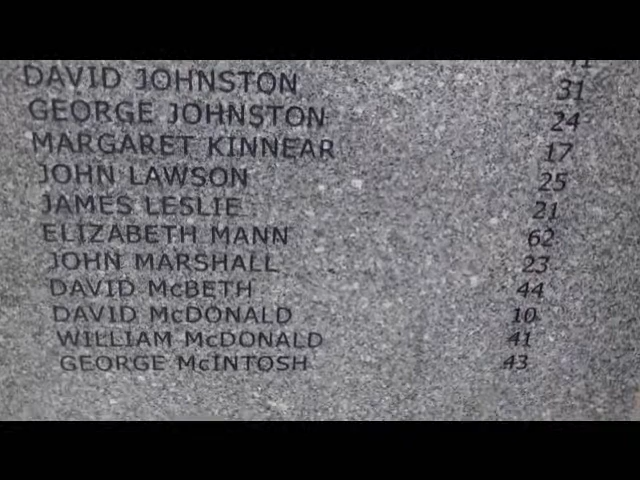 DAVID JOHNSTON 31
GEORGE JOHNSTON 24
MARGARET KINNEAR 17
JOHN LAWSON 25
JAMES LESLIE 21
ELIZABETH MANN 62
JOHN MARSHALL 23
DAVID McBETH 44
DAVID McDONALD 10
WILLIAM McDONALD 41
GEORGE McINTOSH 43